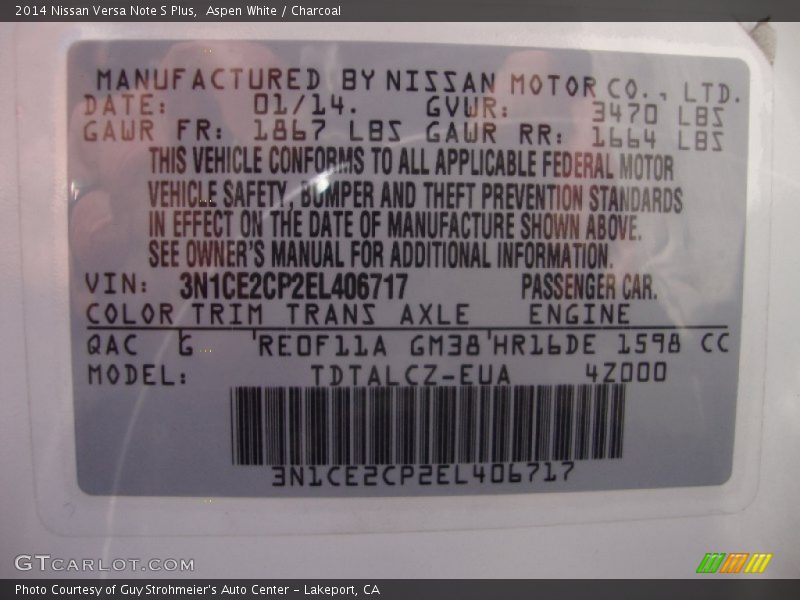 2014 Nissan Versa Note S Plus, Aspen White / Charcoal
MANUFACTURED BY NISSAN MOTOR CO., LTD.
DATE: 01/14. GVWR: 3470 LBS
GAWR FR: 1867 LBS GAWR RR: 1664 LBS
THIS VEHICLE CONFORMS TO ALL APPLICABLE FEDERAL MOTOR
VEHICLE SAFETY, BUMPER AND THEFT PREVENTION STANDARDS
IN EFFECT ON THE DATE OF MANUFACTURE SHOWN ABOVE.
SEE OWNER'S MANUAL FOR ADDITIONAL INFORMATION.
VIN: 3N1CE2CP2EL406717 PASSENGER CAR.
COLOR TRIM TRANS AXLE ENGINE
QAC G RE0F11A GM38 HR16DE 1598 CC
MODEL: TDTALCZ-EUA 4Z000
3N1CE2CP2EL406717
GTCARLOT.COM
Photo Courtesy of Guy Strohmeier's Auto Center - Lakeport, CA